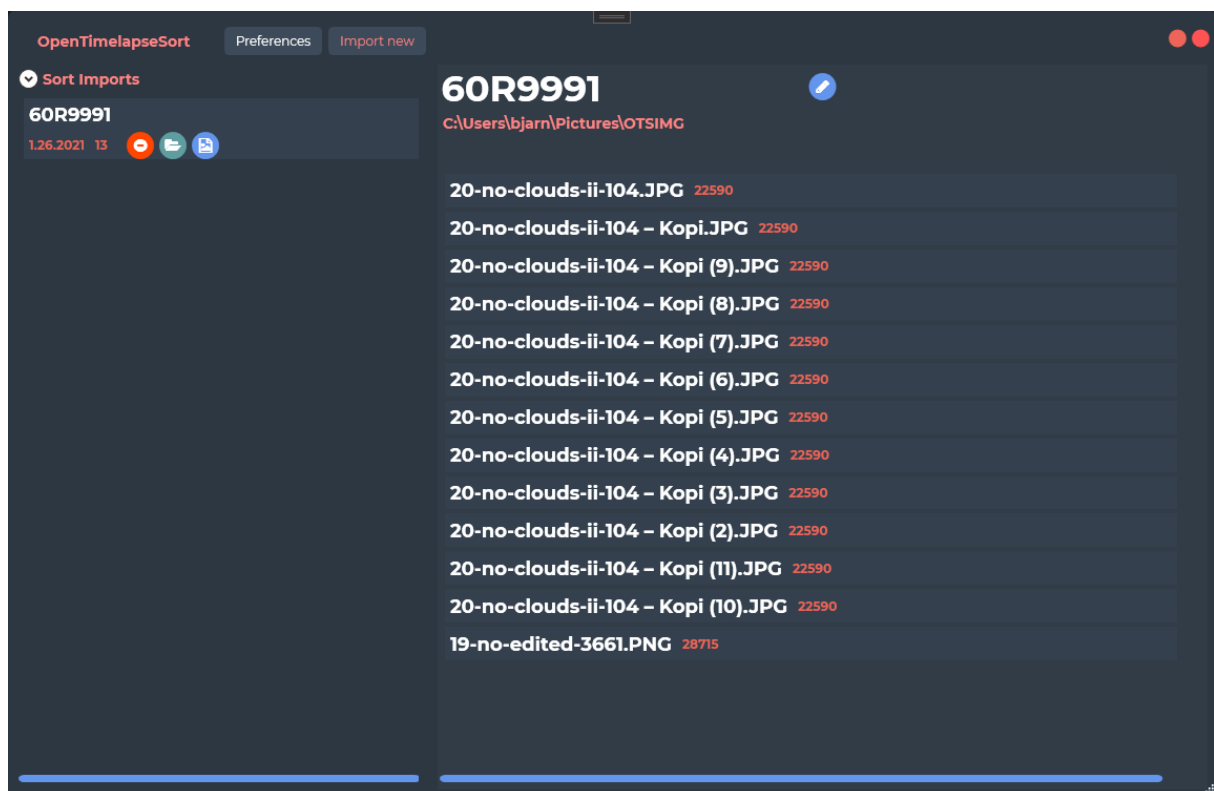 OpenTimelapseSort Preferences Import new
Sort Imports
60R9991
1.26.2021 13
60R9991
C:\Users\bjarn\Pictures\OTSIMG
20-no-clouds-ii-104.JPG 22590
20-no-clouds-ii-104 – Kopi.JPG 22590
20-no-clouds-ii-104 – Kopi (9).JPG 22590
20-no-clouds-ii-104 – Kopi (8).JPG 22590
20-no-clouds-ii-104 – Kopi (7).JPG 22590
20-no-clouds-ii-104 – Kopi (6).JPG 22590
20-no-clouds-ii-104 – Kopi (5).JPG 22590
20-no-clouds-ii-104 – Kopi (4).JPG 22590
20-no-clouds-ii-104 – Kopi (3).JPG 22590
20-no-clouds-ii-104 – Kopi (2).JPG 22590
20-no-clouds-ii-104 – Kopi (11).JPG 22590
20-no-clouds-ii-104 – Kopi (10).JPG 22590
19-no-edited-3661.PNG 28715